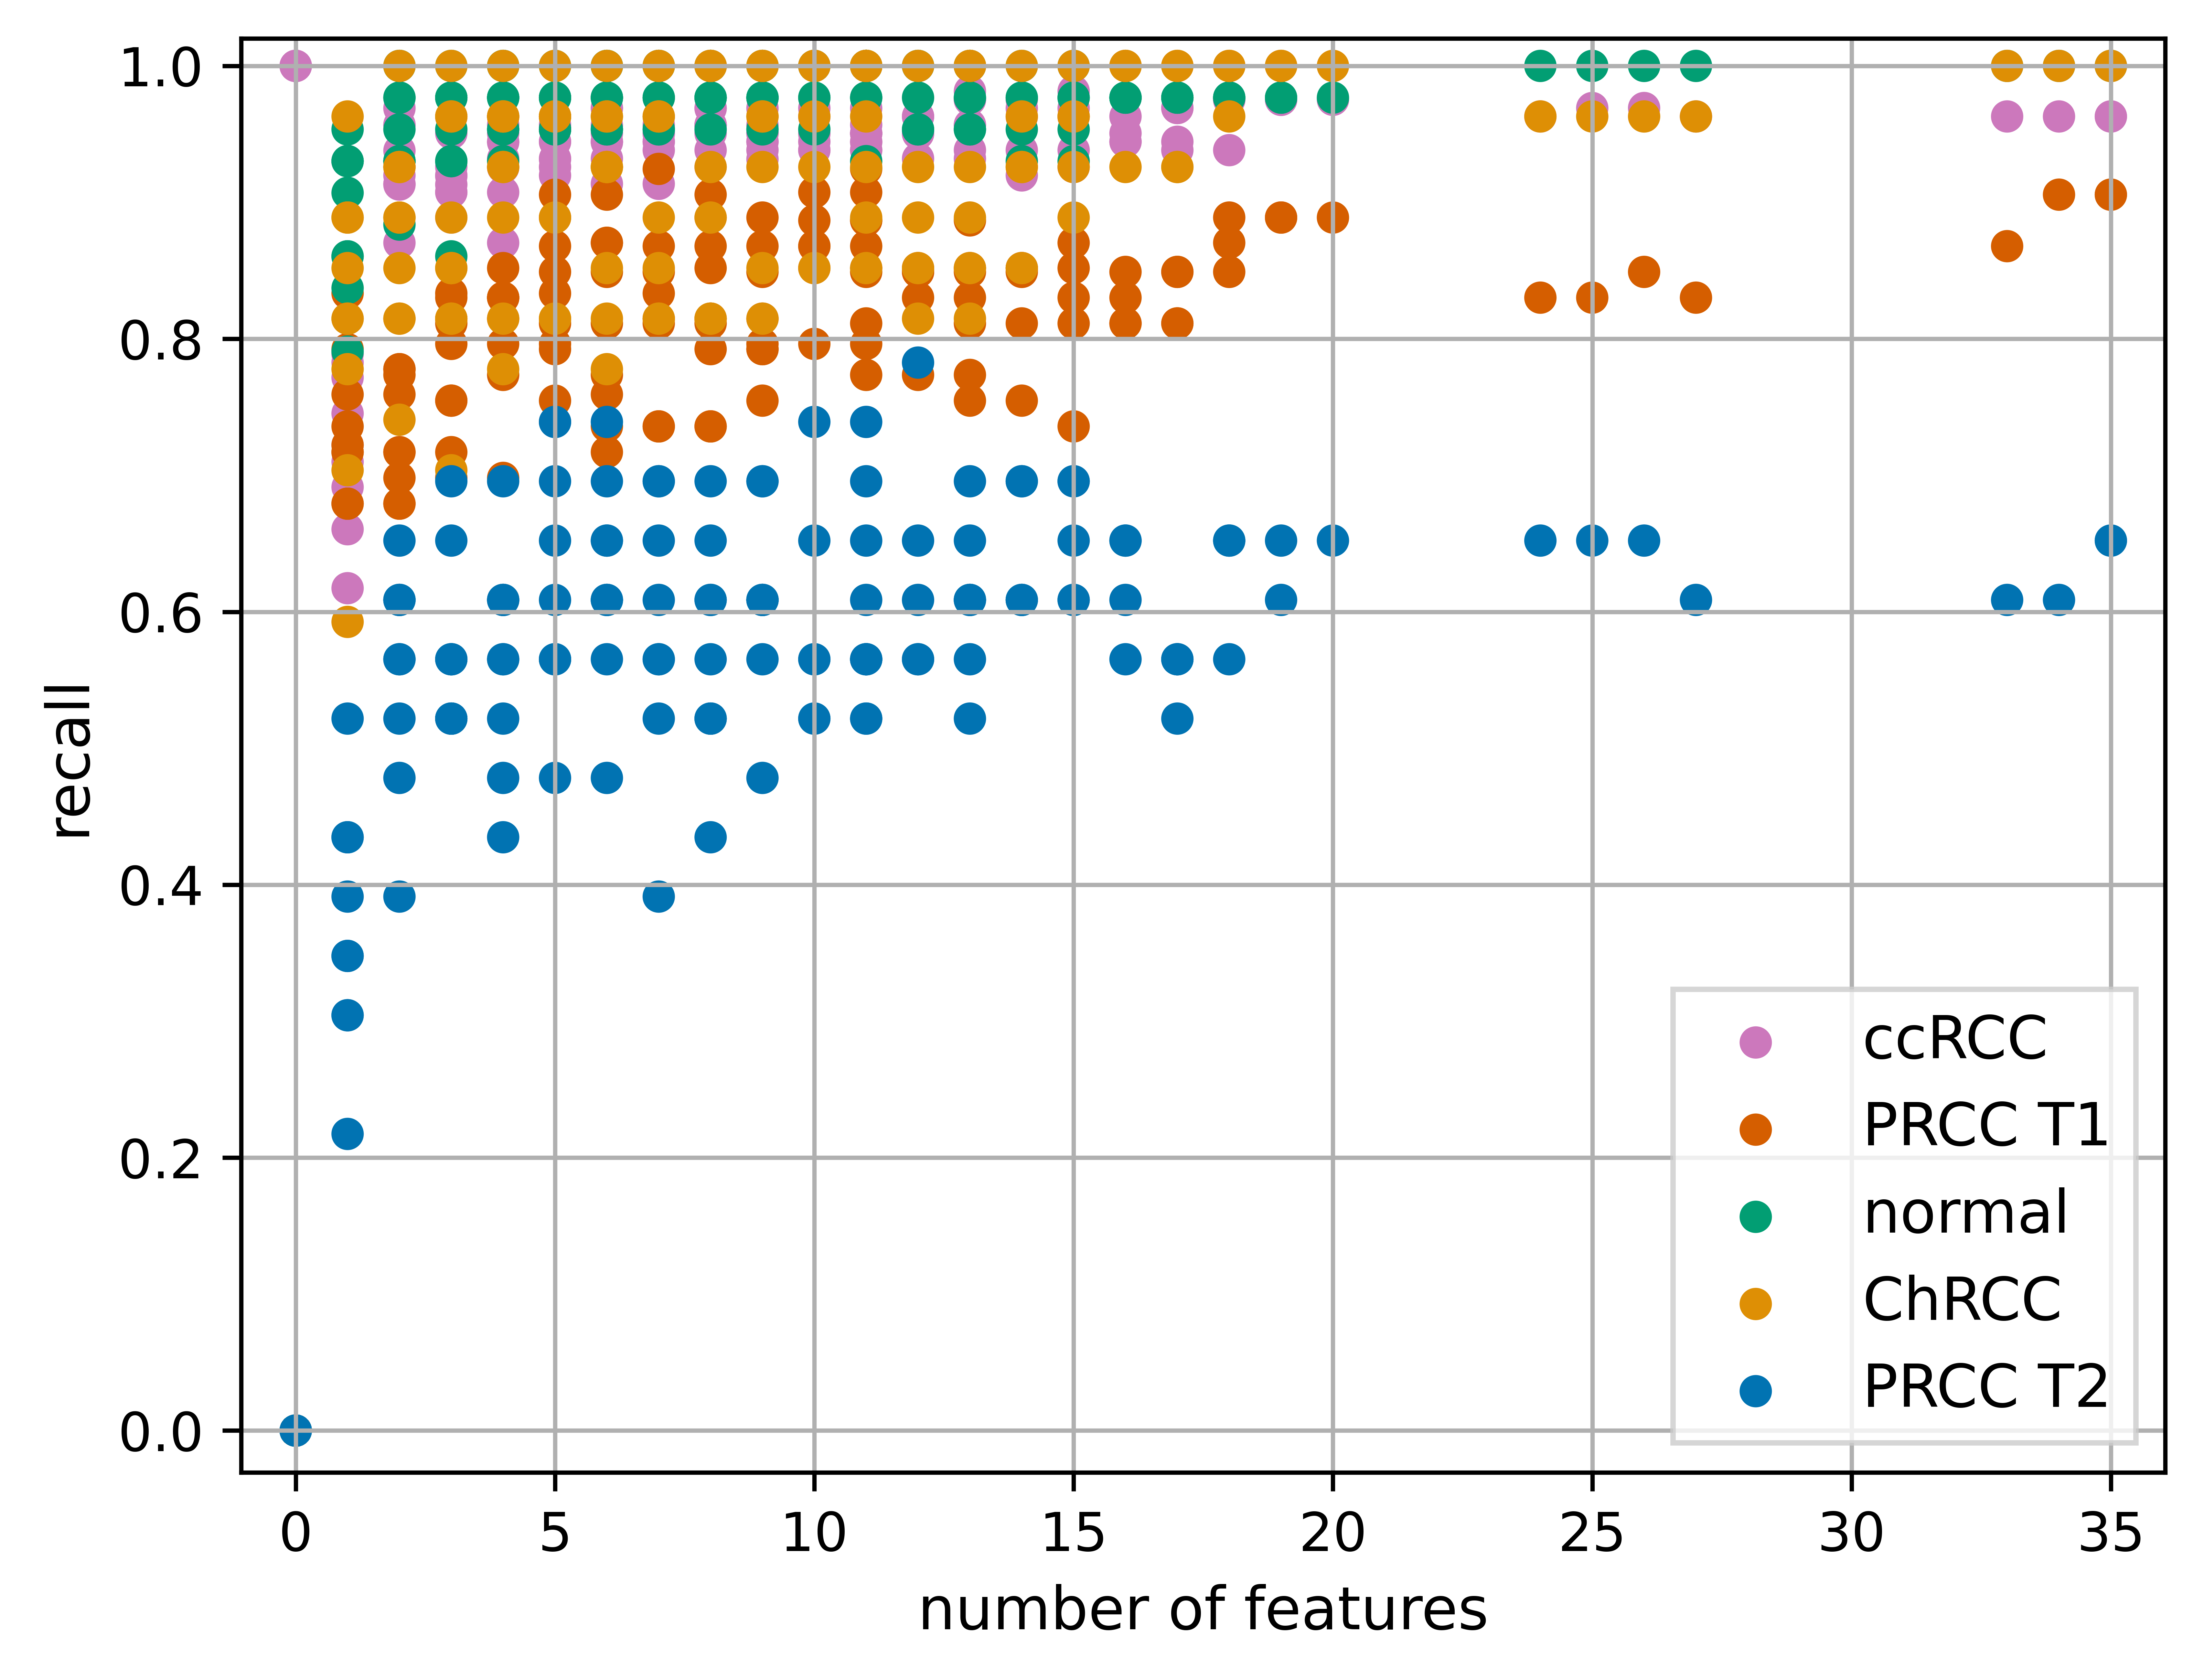 1.0
0.8
0.6
0.4
0.2
0.0
recall
0 5 10 15 20 25 30 35
number of features
ccRCC
PRCC T1
normal
ChRCC
PRCC T2